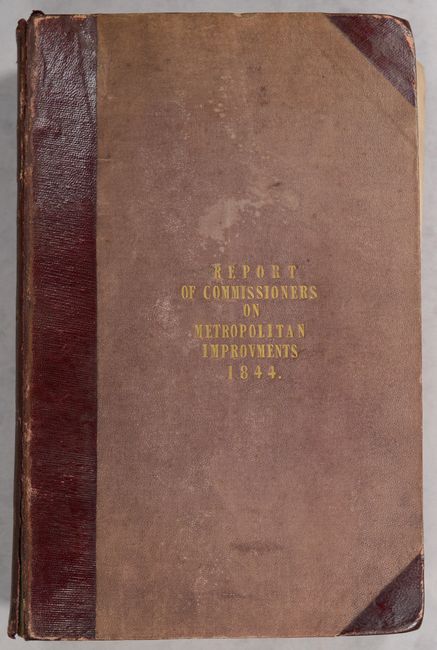 REPORT
OF COMMISSIONERS
ON
METROPOLITAN
IMPROVMENTS
1844.